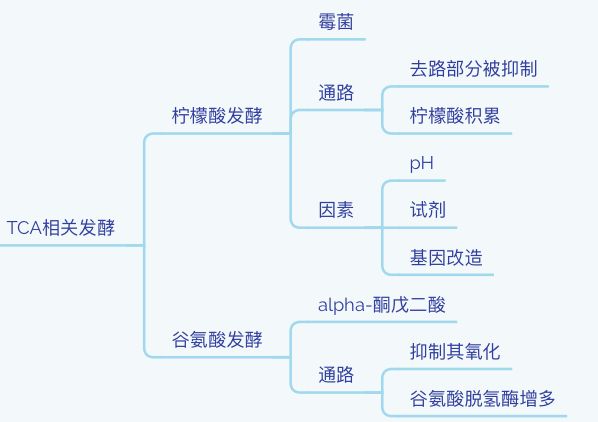 TCA相关发酵
柠檬酸发酵
霉菌
通路
去路部分被抑制
柠檬酸积累
因素
pH
试剂
基因改造
谷氨酸发酵
alpha-酮戊二酸
通路
抑制其氧化
谷氨酸脱氢酶增多